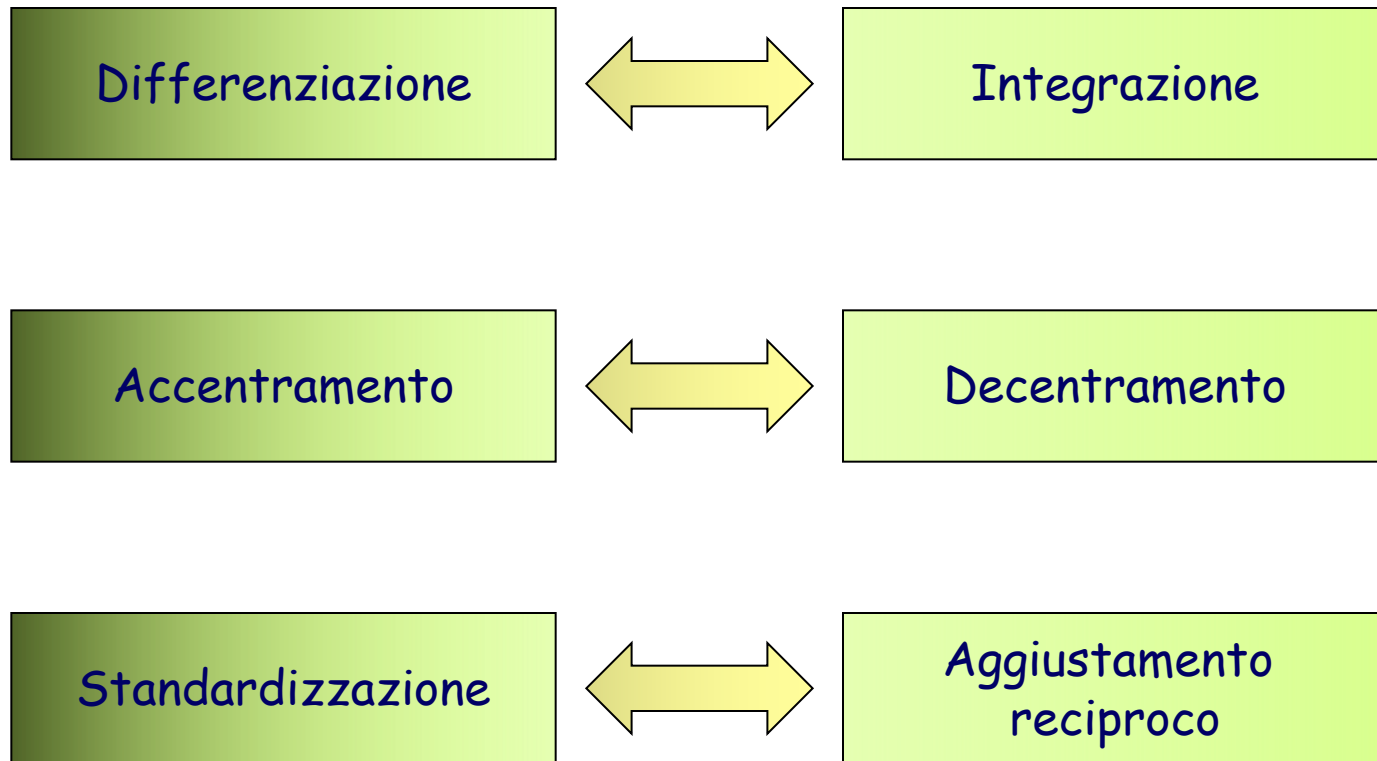 Differenziazione
Integrazione
Accentramento
Decentramento
Standardizzazione
Aggiustamento
reciproco